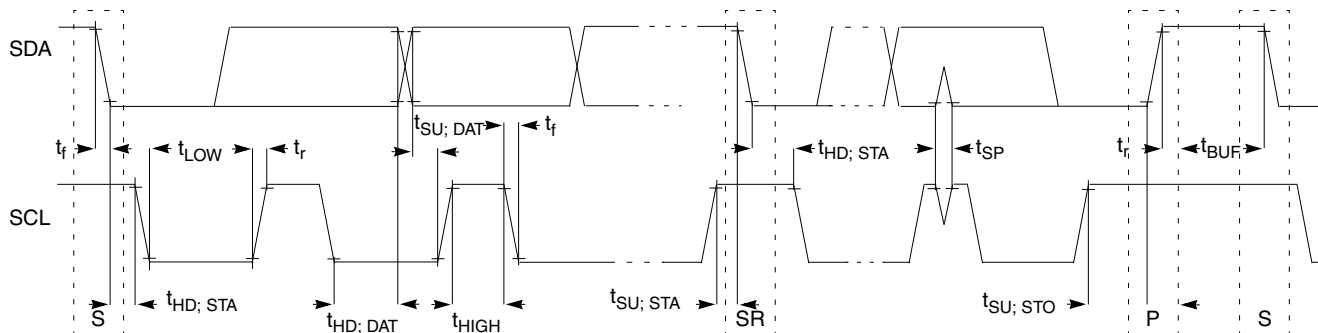 SDA
t_f t_LOW t_r t_SU; DAT t_f t_HD; STA t_SP t_r t_BUF
SCL
t_HD; STA t_HD; DAT t_HIGH t_SU; STA t_SU; STO
S SR P S